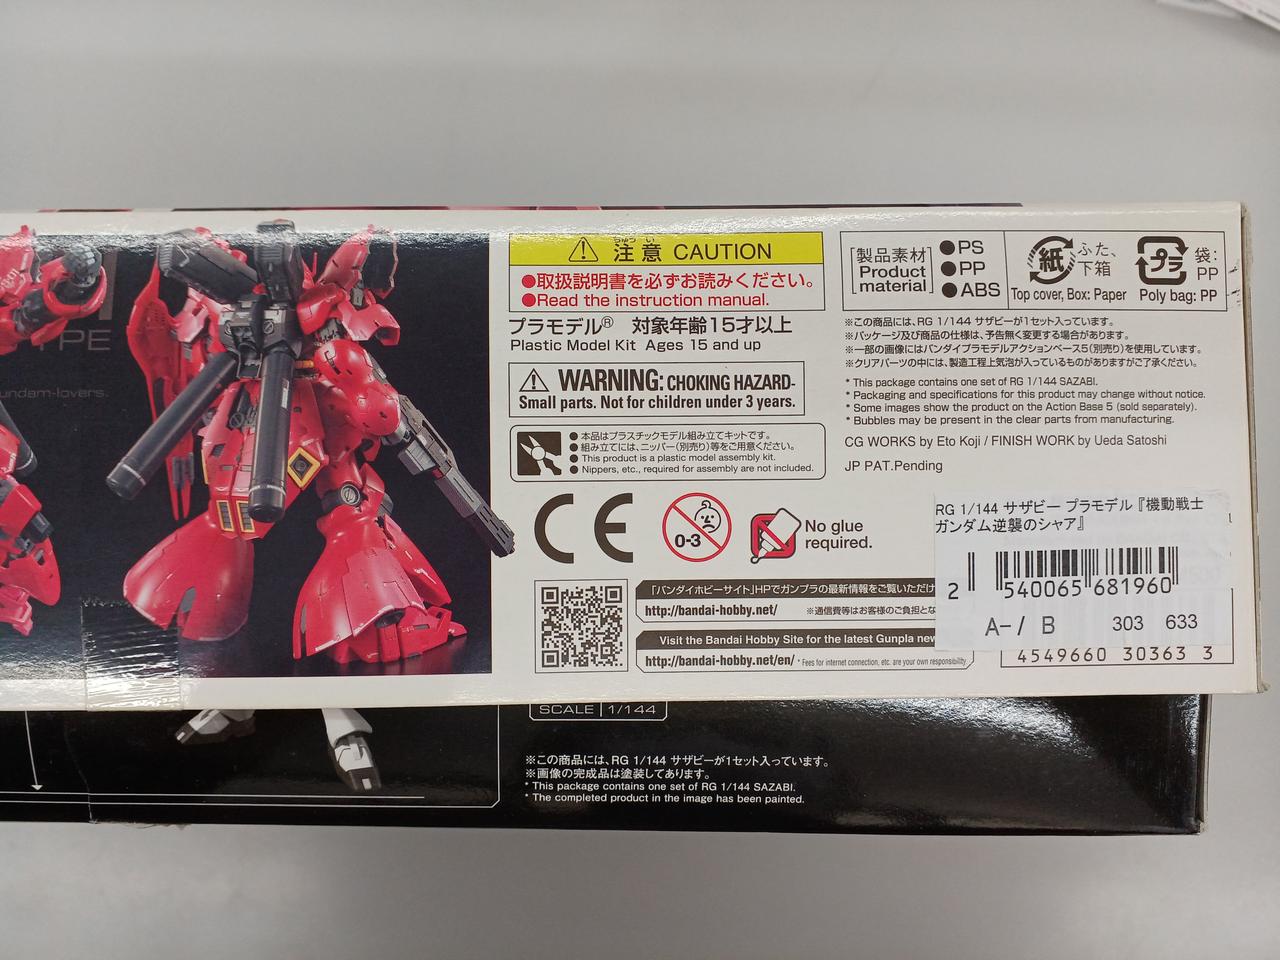 TYPE
undam-lovers.
ちゅう い
注意 CAUTION
●取扱説明書を必ずお読みください。
●Read the instruction manual.
プラモデル® 対象年齢15才以上
Plastic Model Kit Ages 15 and up
WARNING: CHOKING HAZARD-
Small parts. Not for children under 3 years.
●本品はプラスチックモデル組み立てキットです。
●組み立てには、ニッパー(別売り)等をご用意ください。
●This product is a plastic model assembly kit.
●Nippers, etc., required for assembly are not included.
CE
0-3
No glue
required.
「バンダイホビーサイト」HPでガンプラの最新情報をご覧いただけ
http://bandai-hobby.net/
※通信費等はお客様のご負担とな
Visit the Bandai Hobby Site for the latest Gunpla new
http://bandai-hobby.net/en/ * Fees for internet connection, etc. are your own responsibility
[製品素材]
Product
material
●PS
●PP
●ABS
紙
ふた、
下箱
Top cover, Box: Paper
プラ
袋:
PP
Poly bag: PP
※この商品には、RG 1/144 サザビーが1セット入っています。
※パッケージ及び商品の仕様は、予告無く変更する場合があります。
※一部の画像にはバンダイプラモデルアクションベース5(別売り)を使用しています。
※クリアパーツの中には、製造工程上気泡が入っているものがありますがご了承ください。
* This package contains one set of RG 1/144 SAZABI.
* Packaging and specifications for this product may change without notice.
* Some images show the product on the Action Base 5 (sold separately).
* Bubbles may be present in the clear parts from manufacturing.
CG WORKS by Eto Koji / FINISH WORK by Ueda Satoshi
JP PAT.Pending
RG 1/144 サザビー プラモデル『機動戦士
ガンダム逆襲のシャア』
2 540065 681960
A-/ B 303 633
4549660 30363 3
SCALE 1/144
※この商品には、RG 1/144 サザビーが1セット入っています。
※画像の完成品は塗装してあります。
* This package contains one set of RG 1/144 SAZABI.
* The completed product in the image has been painted.